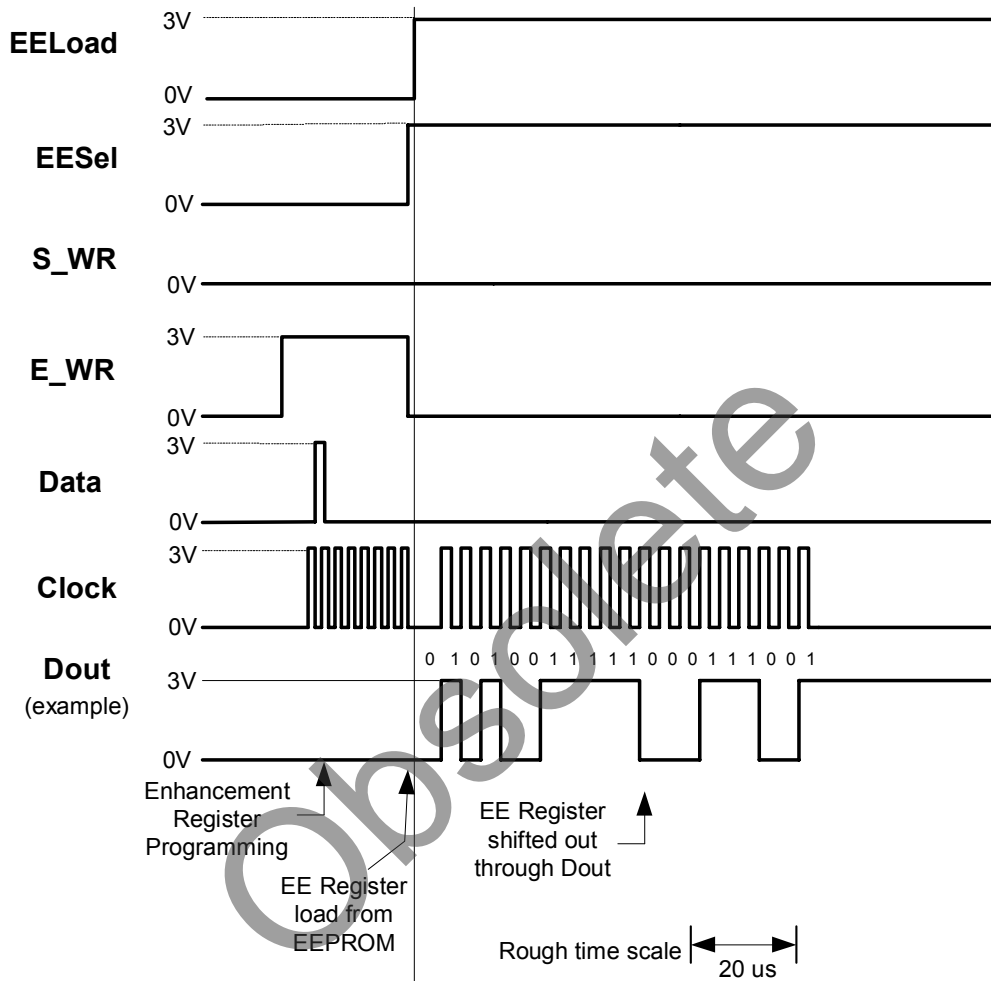 3V
EELoad
0V
3V
EESel
0V
S_WR
0V
3V
E_WR
0V
3V
Data
0V
3V
Clock
0V
0 1 0 1 0 0 1 1 1 1 1 0 0 0 1 1 1 0 0 1
Dout
3V
(example)
0V
Enhancement
Register
Programming
EE Register
load from
EEPROM
EE Register
shifted out
through Dout
Rough time scale
20 us
Obsolete